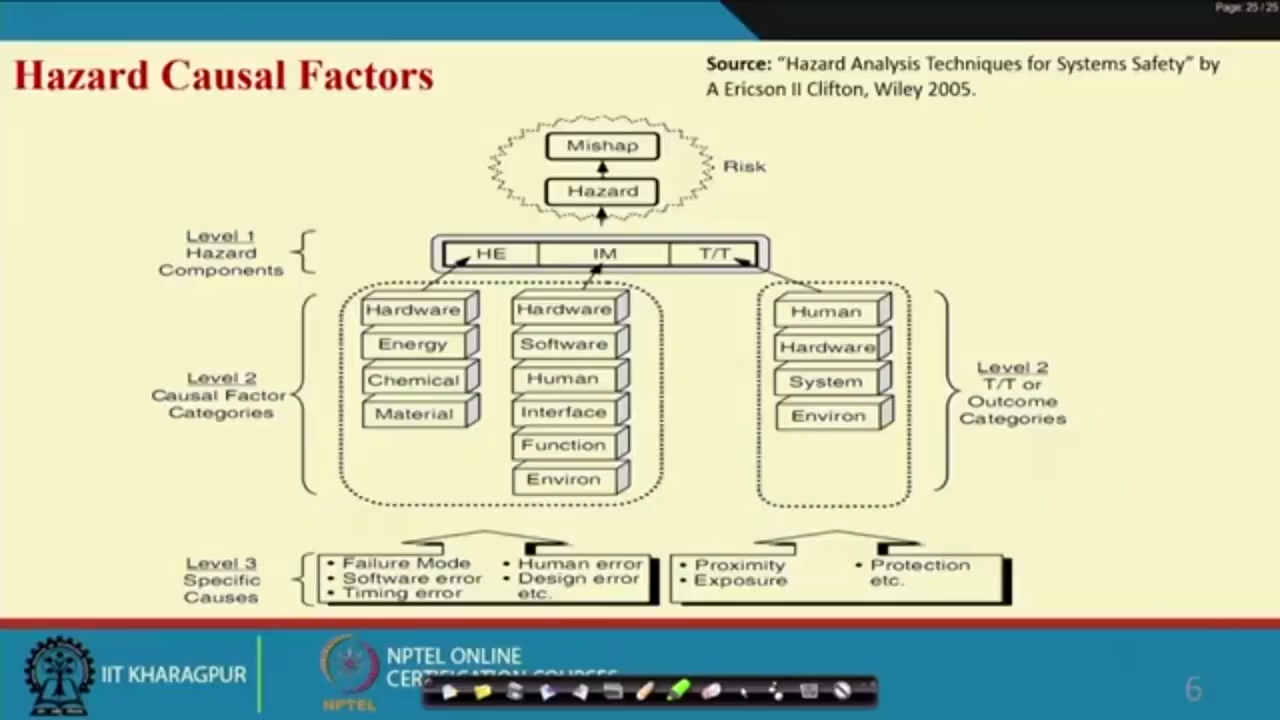 Page: 25 / 25
Hazard Causal Factors
Source: “Hazard Analysis Techniques for Systems Safety” by
A Ericson II Clifton, Wiley 2005.
Mishap
Risk
Hazard
Level 1
Hazard
Components
HE IM T/T
Level 2
Causal Factor
Categories
Hardware
Energy
Chemical
Material
Hardware
Software
Human
Interface
Function
Environ
Human
Hardware
System
Environ
Level 2
T/T or
Outcome
Categories
Level 3
Specific
Causes
• Failure Mode
• Software error
• Timing error
• Human error
• Design error
etc.
• Proximity
• Exposure
• Protection
etc.
IIT KHARAGPUR
NPTEL
NPTEL ONLINE
CERTIFICATION COURSES
6